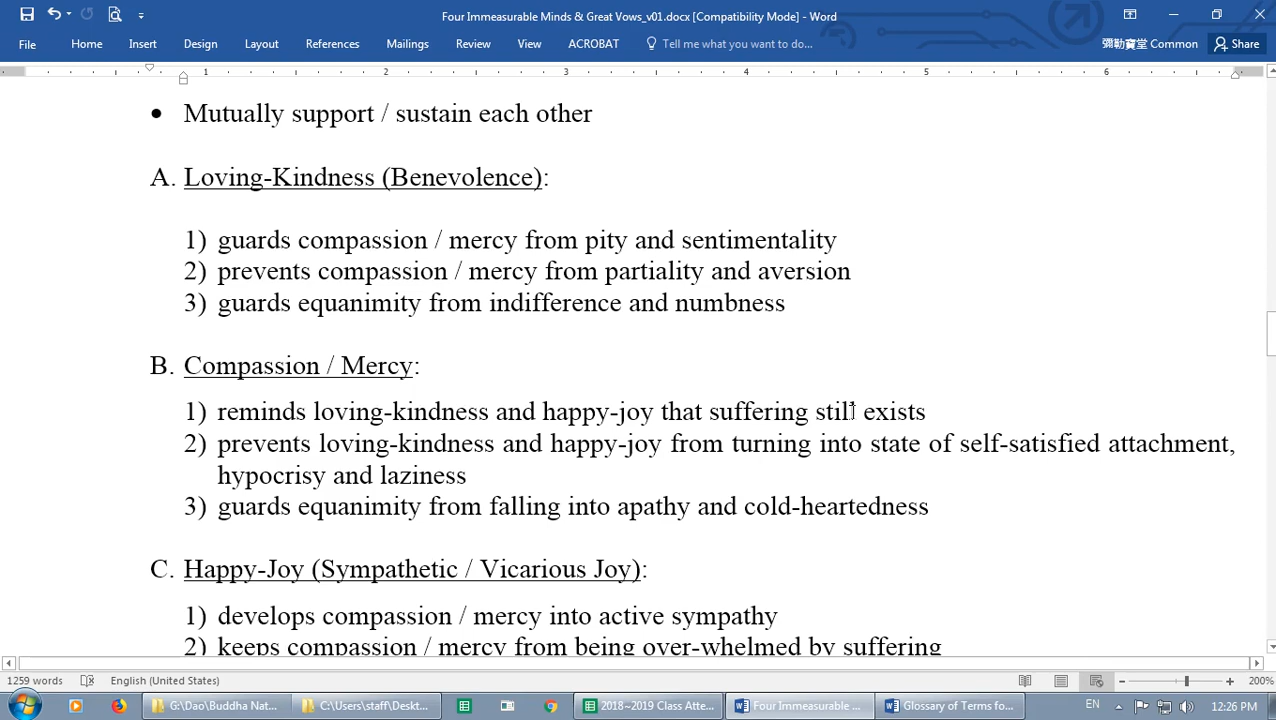 Four Immeasurable Minds & Great Vows_v01.docx [Compatibility Mode] - Word
File Home Insert Design Layout References Mailings Review View ACROBAT Tell me what you want to do... 彌勒寶堂 Common Share
1 2 3 4 5 6
• Mutually support / sustain each other
A. Loving-Kindness (Benevolence):
1) guards compassion / mercy from pity and sentimentality
2) prevents compassion / mercy from partiality and aversion
3) guards equanimity from indifference and numbness
B. Compassion / Mercy:
1) reminds loving-kindness and happy-joy that suffering still exists
2) prevents loving-kindness and happy-joy from turning into state of self-satisfied attachment,
hypocrisy and laziness
3) guards equanimity from falling into apathy and cold-heartedness
C. Happy-Joy (Sympathetic / Vicarious Joy):
1) develops compassion / mercy into active sympathy
2) keeps compassion / mercy from being over-whelmed by suffering
1259 words English (United States) 200%
G:\Dao\Buddha Nat... C:\Users\staff\Deskt... 2018~2019 Class Atte... Four Immeasurable ... Glossary of Terms fo... EN 12:26 PM